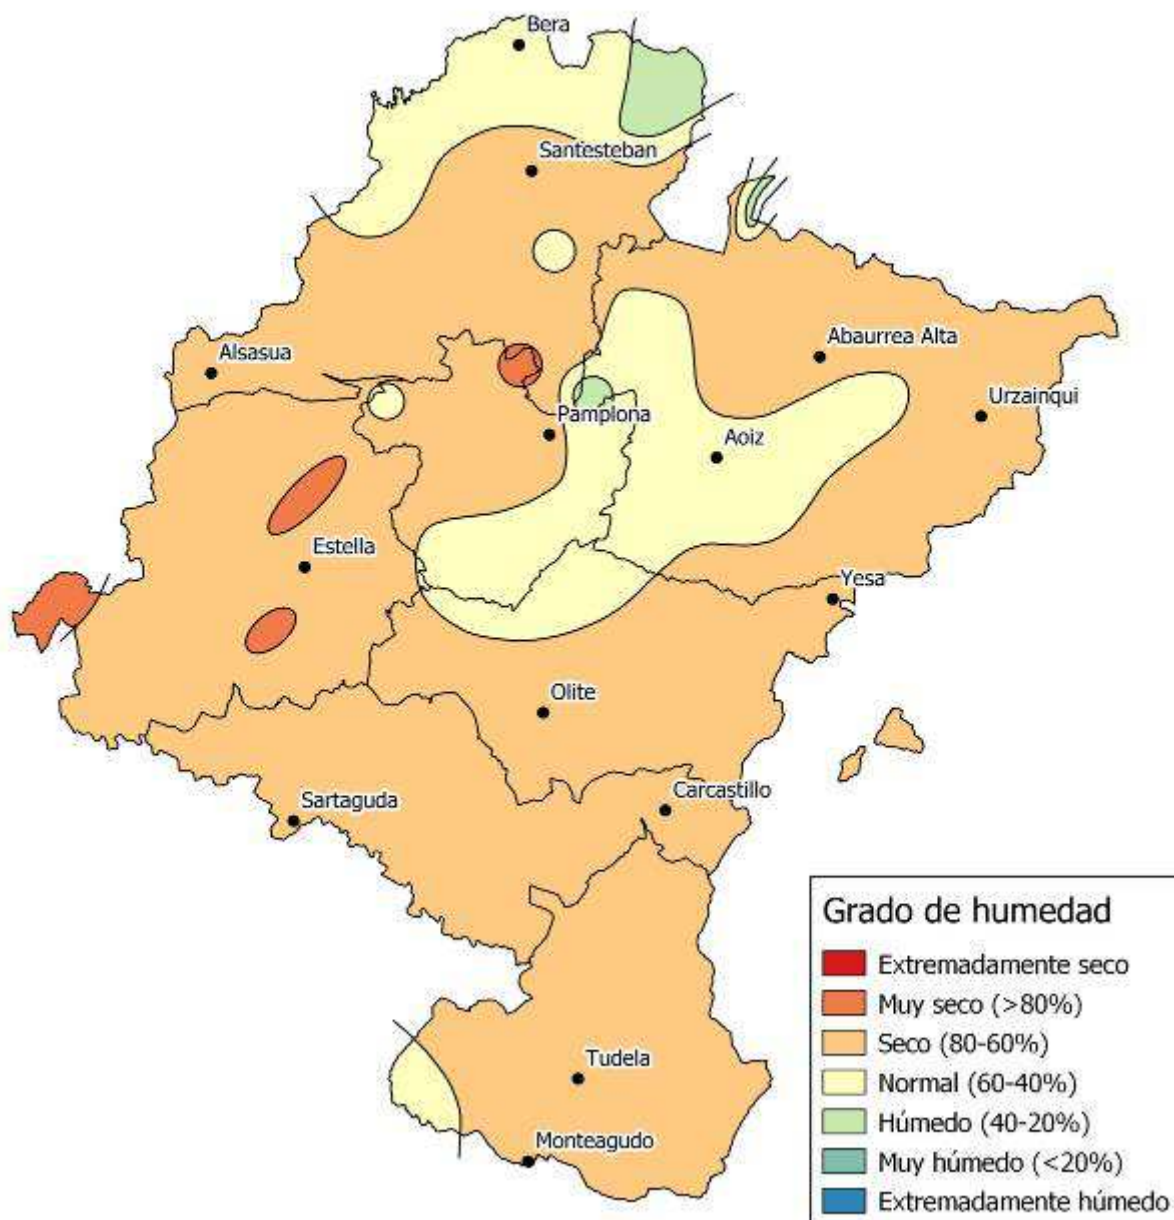 Bera
Santesteban
Alsasua
Abaurrea Alta
Urzainqui
Pamplona
Aoiz
Estella
Yesa
Olite
Carcastillo
Sartaguda
Tudela
Monteagudo
Grado de humedad
Extremadamente seco
Muy seco (>80%)
Seco (80-60%)
Normal (60-40%)
Húmedo (40-20%)
Muy húmedo (<20%)
Extremadamente húmedo